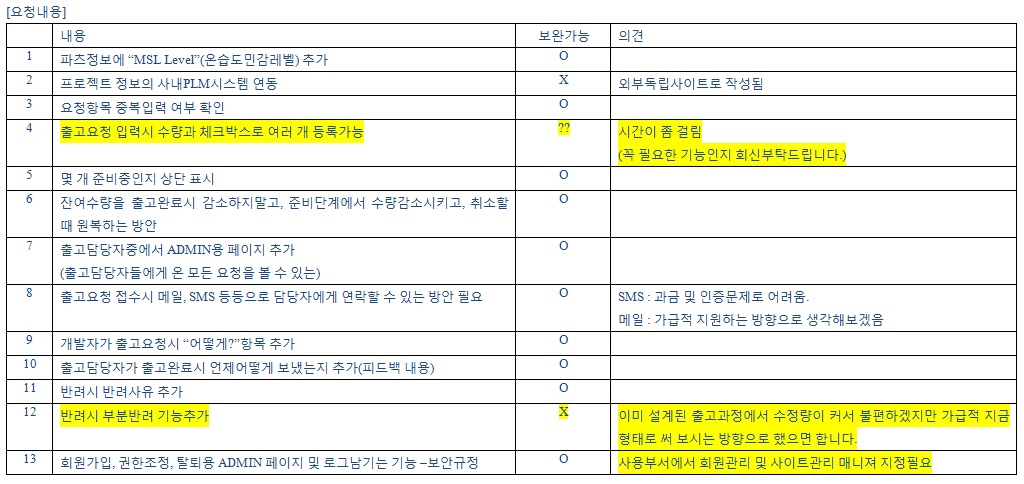 [요청내용]
내용 보완가능 의견
1 파츠정보에 “MSL Level”(온습도민감레벨) 추가 O
2 프로젝트 정보의 사내PLM시스템 연동 X 외부독립사이트로 작성됨
3 요청항목 중복입력 여부 확인 O
4 출고요청 입력시 수량과 체크박스로 여러 개 등록가능 ?? 시간이 좀 걸림
(꼭 필요한 기능인지 회신부탁드립니다.)
5 몇 개 준비중인지 상단 표시 O
6 잔여수량을 출고완료시 감소하지말고, 준비단계에서 수량감소시키고, 취소할 O
때 원복하는 방안
7 출고담당자중에서 ADMIN용 페이지 추가 O
(출고담당자들에게 온 모든 요청을 볼 수 있는)
8 출고요청 접수시 메일, SMS 등등으로 담당자에게 연락할 수 있는 방안 필요 O SMS : 과금 및 인증문제로 어려움.
메일 : 가급적 지원하는 방향으로 생각해보겠음
9 개발자가 출고요청시 “어떻게?”항목 추가 O
10 출고담당자가 출고완료시 언제어떻게 보냈는지 추가(피드백 내용) O
11 반려시 반려사유 추가 O
12 반려시 부분반려 기능추가 X 이미 설계된 출고과정에서 수정량이 커서 불편하겠지만 가급적 지금
형태로 써 보시는 방향으로 했으면 합니다.
13 회원가입, 권한조정, 탈퇴용 ADMIN 페이지 및 로그남기는 기능 –보안규정 O 사용부서에서 회원관리 및 사이트관리 매니져 지정필요